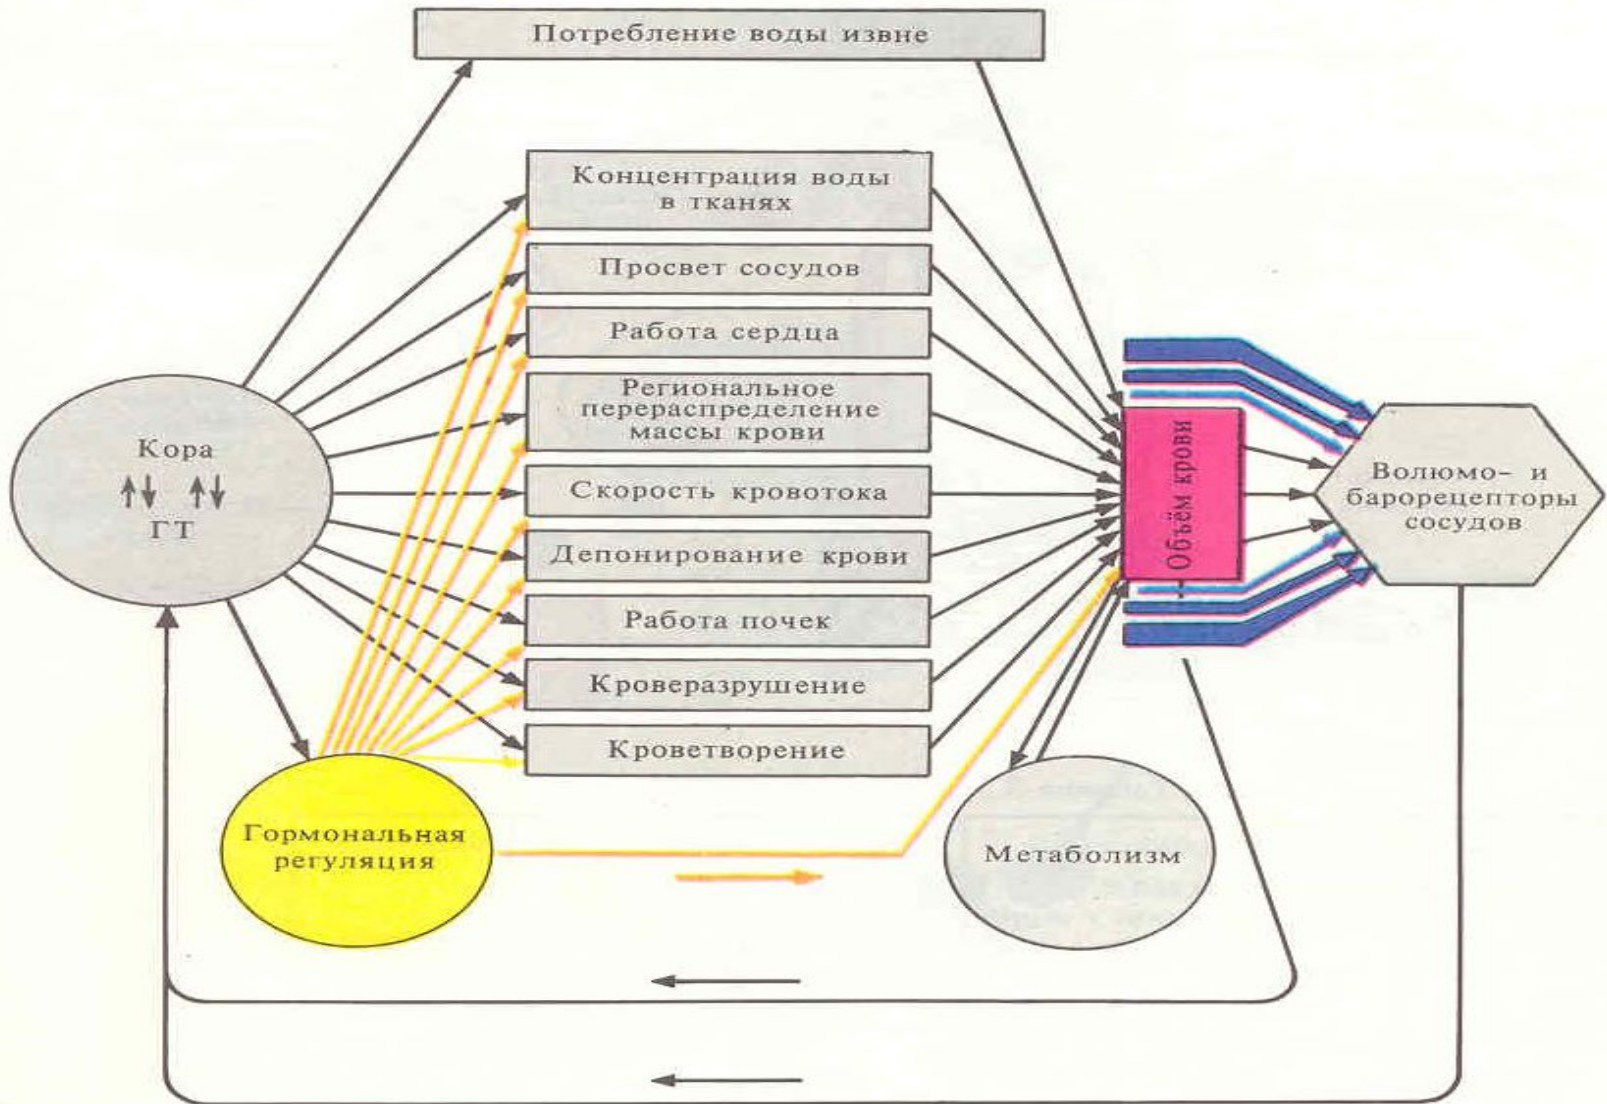 Потребление воды извне
Концентрация воды
в тканях
Просвет сосудов
Работа сердца
Региональное
перераспределение
массы крови
Скорость кровотока
Депонирование крови
Работа почек
Кроверазрушение
Кроветворение
Кора
ГТ
Гормональная
регуляция
Метаболизм
Объём крови
Волюмо- и
барорецепторы
сосудов